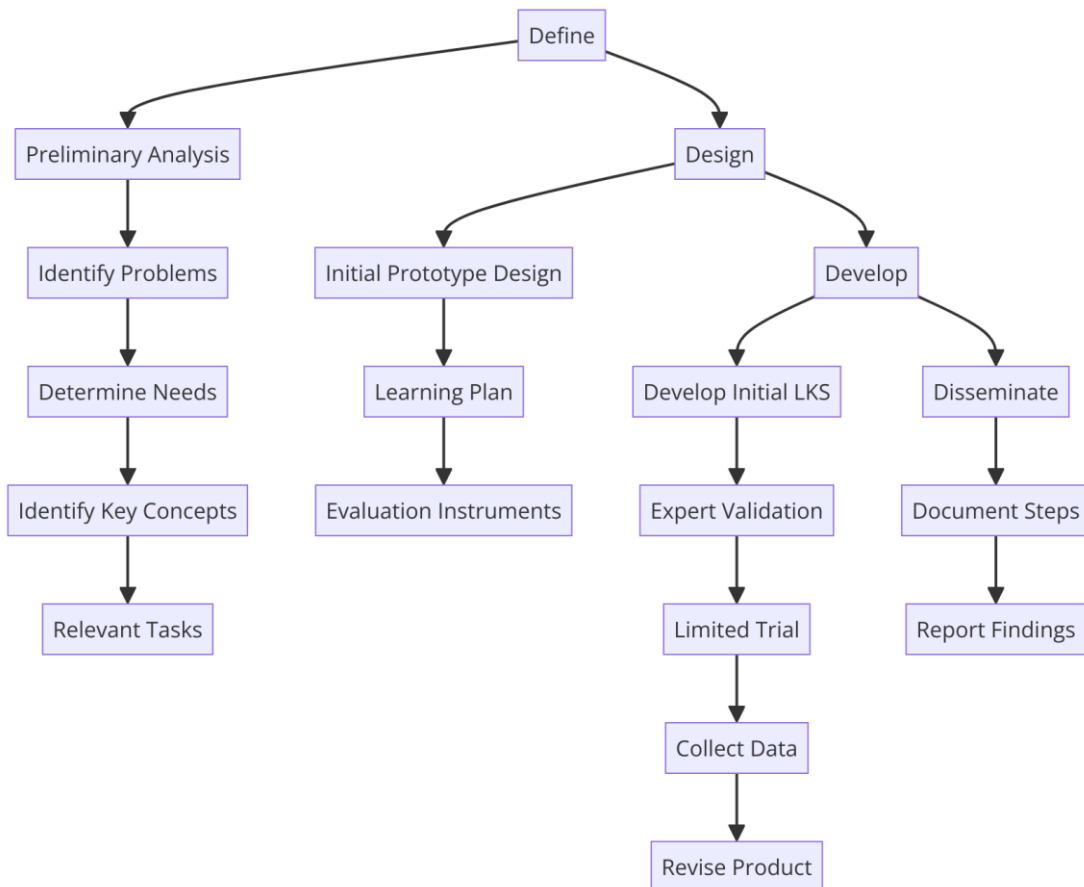 Define
Preliminary Analysis
Design
Identify Problems
Initial Prototype Design
Develop
Determine Needs
Learning Plan
Develop Initial LKS
Disseminate
Identify Key Concepts
Evaluation Instruments
Expert Validation
Document Steps
Relevant Tasks
Limited Trial
Report Findings
Collect Data
Revise Product